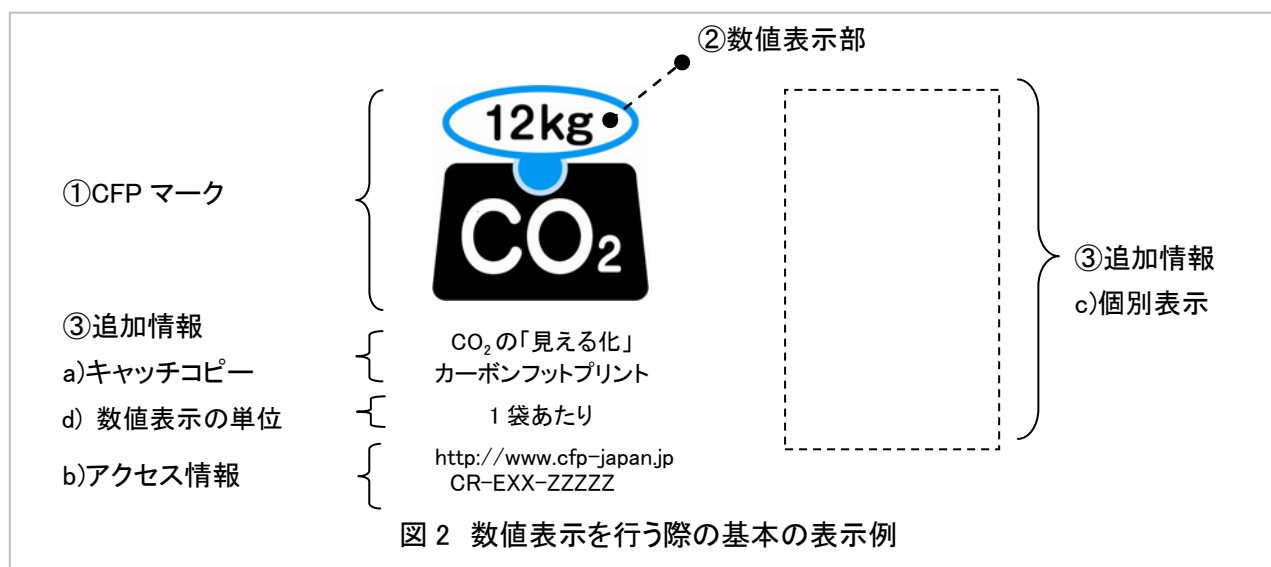 ②数値表示部
12kg
①CFP マーク
CO₂
③追加情報
c)個別表示
③追加情報
a)キャッチコピー
CO₂の「見える化」
カーボンフットプリント
d) 数値表示の単位
1 袋あたり
b)アクセス情報
http://www.cfp-japan.jp
CR-EXX-ZZZZZ
図 2 数値表示を行う際の基本の表示例